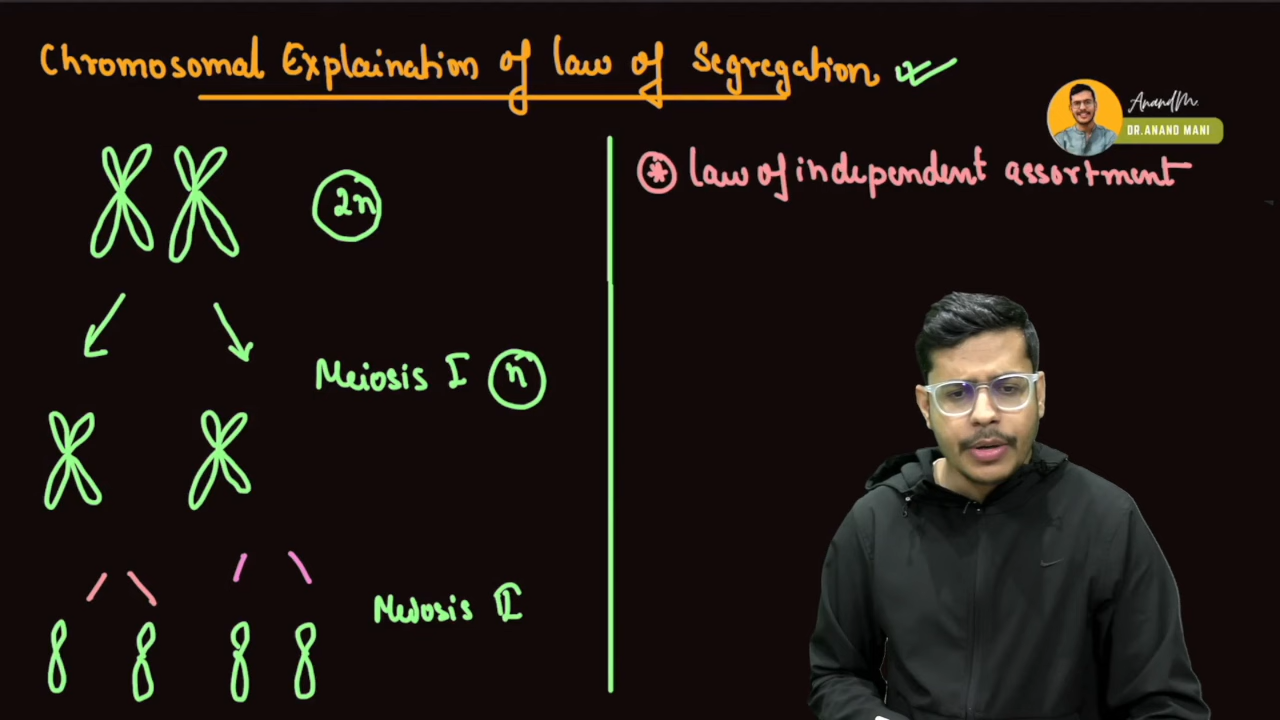 Chromosomal Explaination of law of Segregation
2n
Meiosis I n
Meiosis II
AnandM.
DR.ANAND MANI
* law of independent assortment